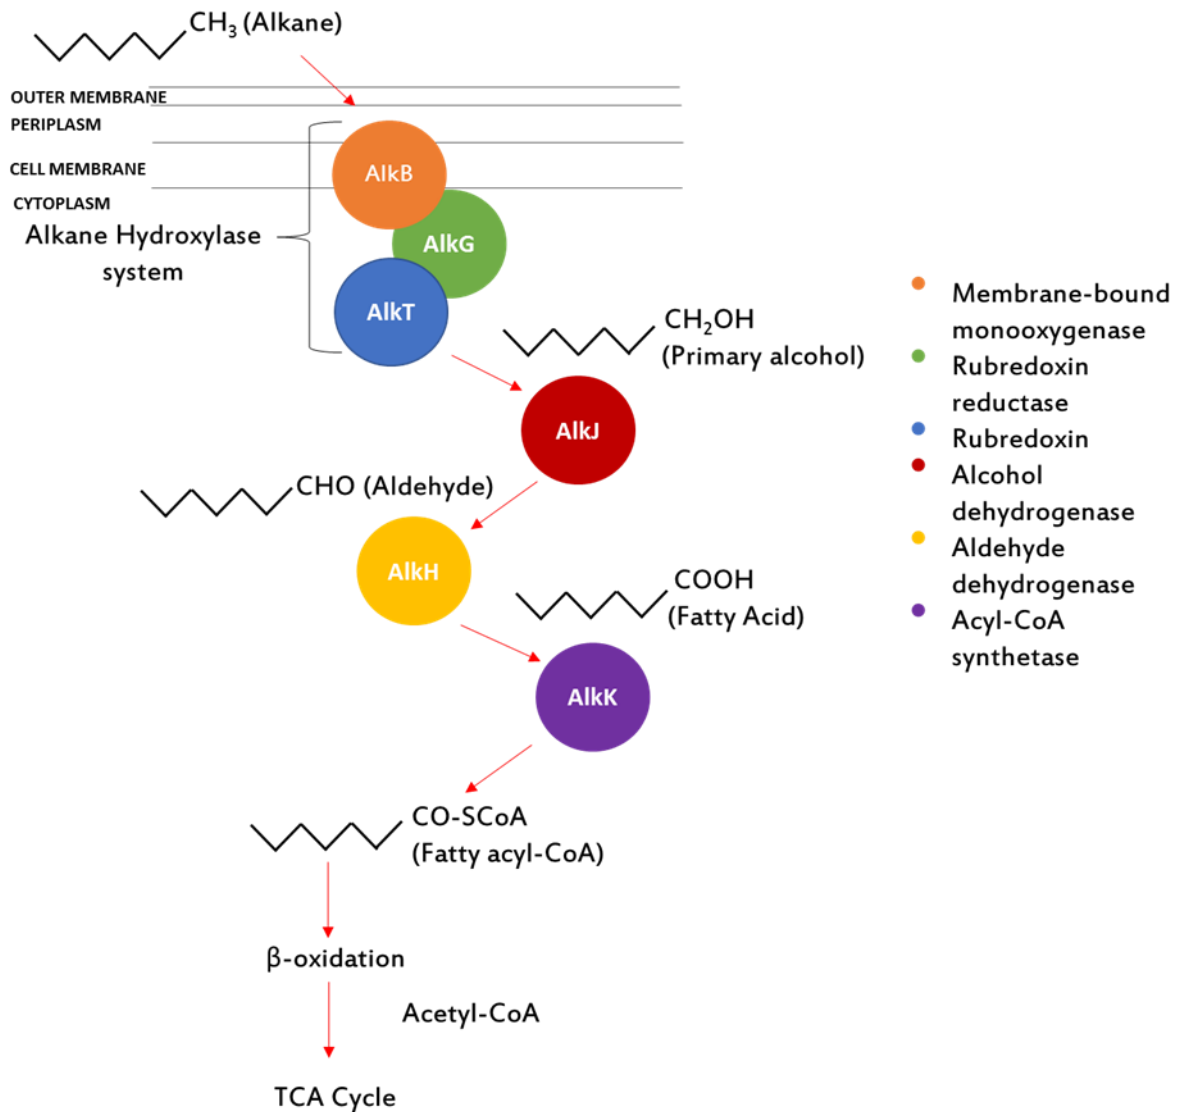 CH₃ (Alkane)
OUTER MEMBRANE
PERIPLASM
CELL MEMBRANE
CYTOPLASM
Alkane Hydroxylase
system
AlkB
AlkG
AlkT
CH₂OH
(Primary alcohol)
AlkJ
CHO (Aldehyde)
AlkH
COOH
(Fatty Acid)
AlkK
CO-SCoA
(Fatty acyl-CoA)
β-oxidation
Acetyl-CoA
TCA Cycle
Membrane-bound
monooxygenase
Rubredoxin
reductase
Rubredoxin
Alcohol
dehydrogenase
Aldehyde
dehydrogenase
Acyl-CoA
synthetase